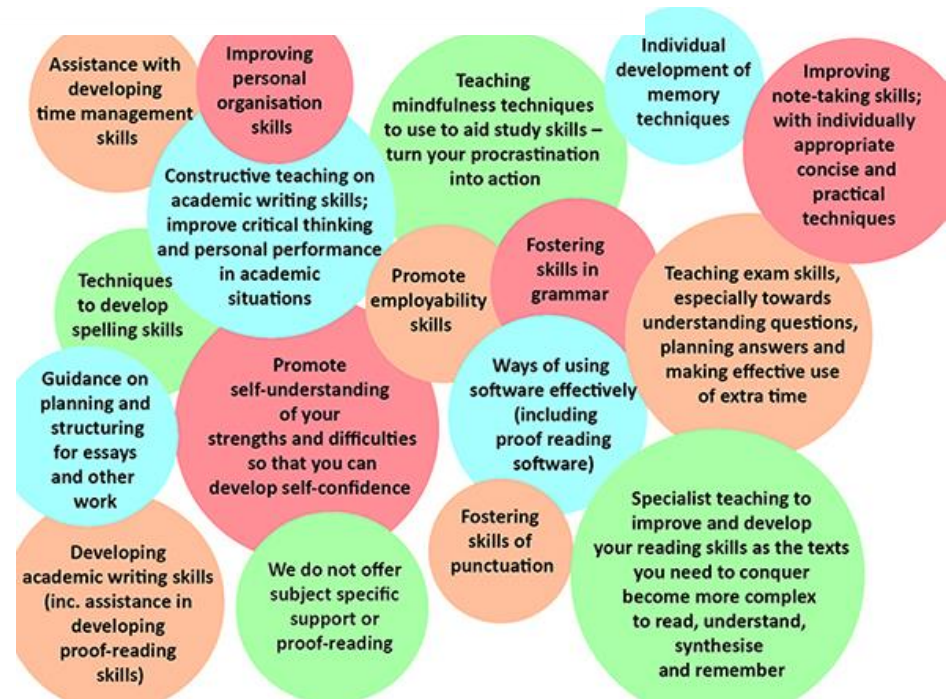 Assistance with
developing
time management
skills
Improving
personal
organisation
skills
Teaching
mindfulness techniques
to use to aid study skills –
turn your procrastination
into action
Individual
development of
memory
techniques
Improving
note-taking skills;
with individually
appropriate
concise and
practical
techniques
Constructive teaching on
academic writing skills;
improve critical thinking
and personal performance
in academic
situations
Techniques
to develop
spelling skills
Promote
employability
skills
Fostering
skills in
grammar
Teaching exam skills,
especially towards
understanding questions,
planning answers and
making effective use
of extra time
Guidance on
planning and
structuring
for essays
and other
work
Promote
self-understanding
of your
strengths and difficulties
so that you can
develop self-confidence
Ways of using
software effectively
(including
proof reading
software)
Developing
academic writing skills
(inc. assistance in
developing
proof-reading
skills)
We do not offer
subject specific
support or
proof-reading
Fostering
skills of
punctuation
Specialist teaching to
improve and develop
your reading skills as the texts
you need to conquer
become more complex
to read, understand,
synthesise
and remember